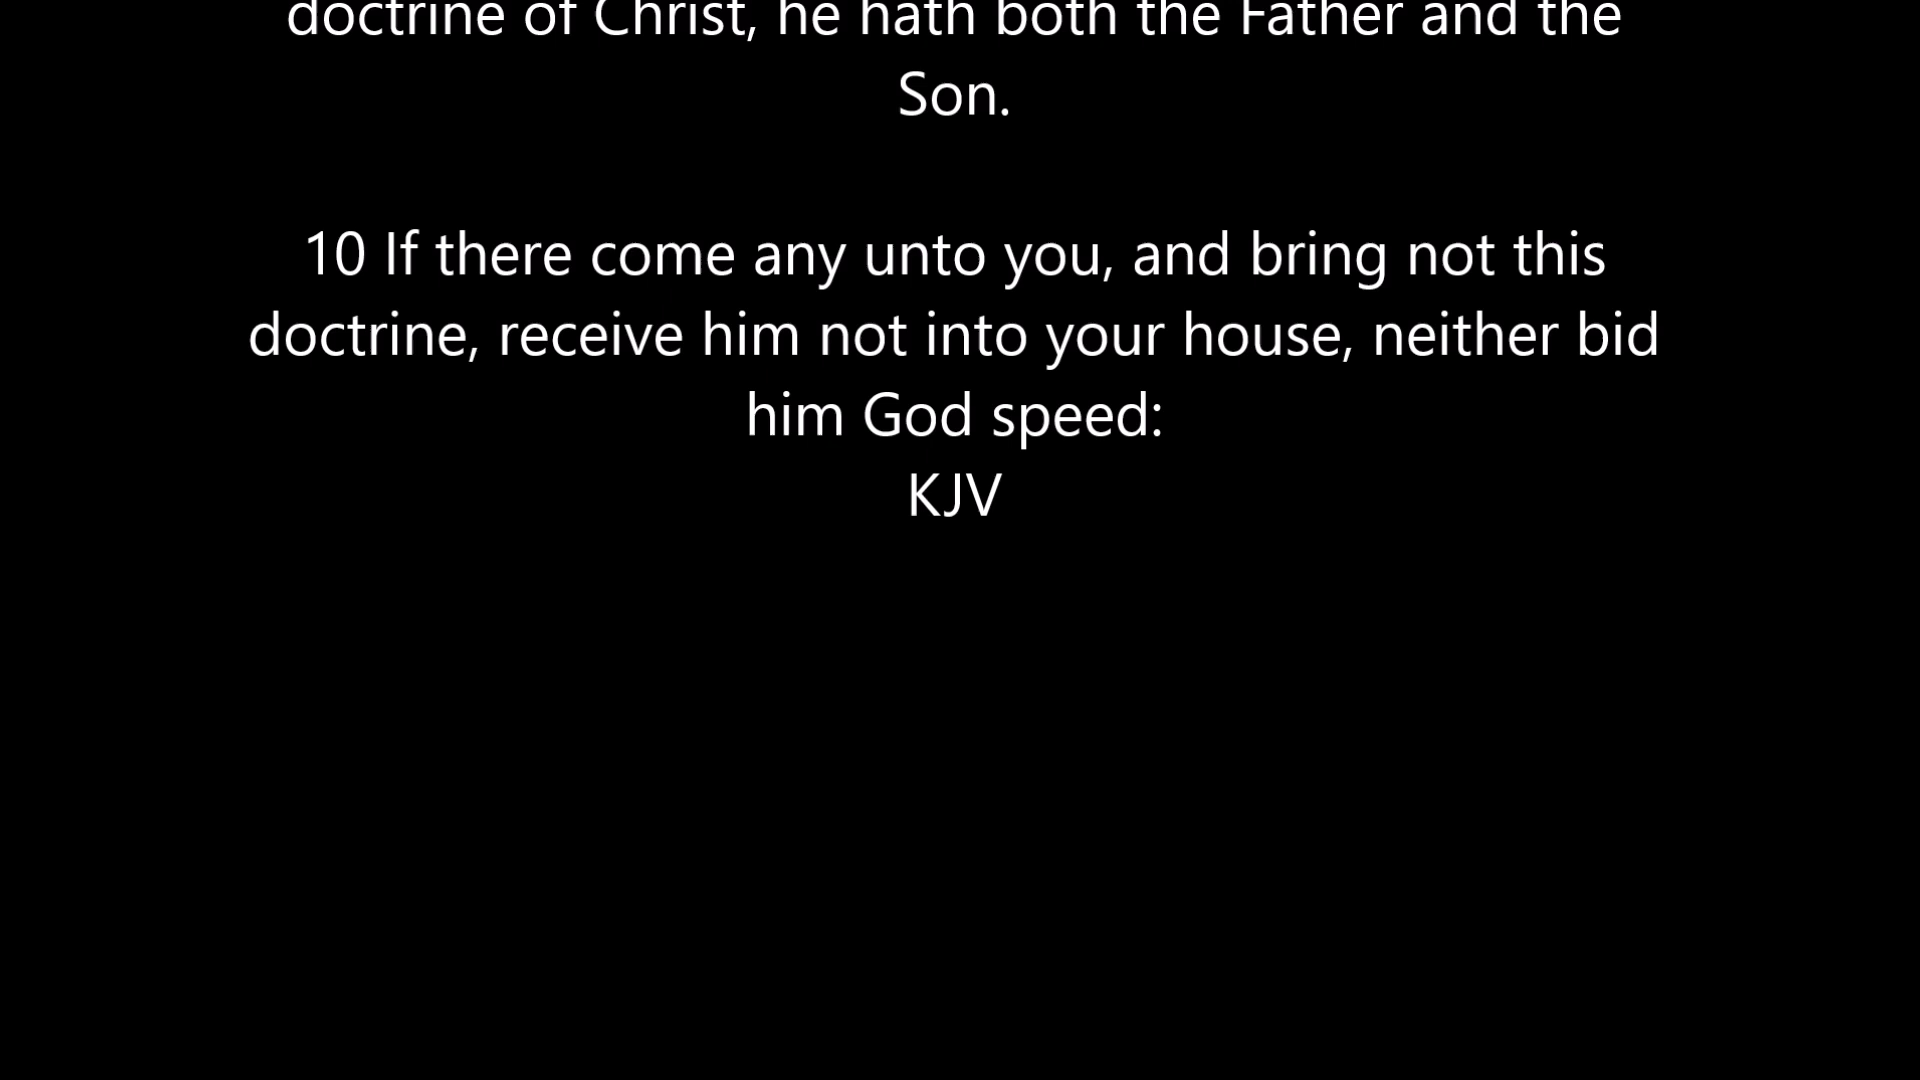 doctrine of Christ, he hath both the Father and the
Son.
10 If there come any unto you, and bring not this
doctrine, receive him not into your house, neither bid
him God speed:
KJV